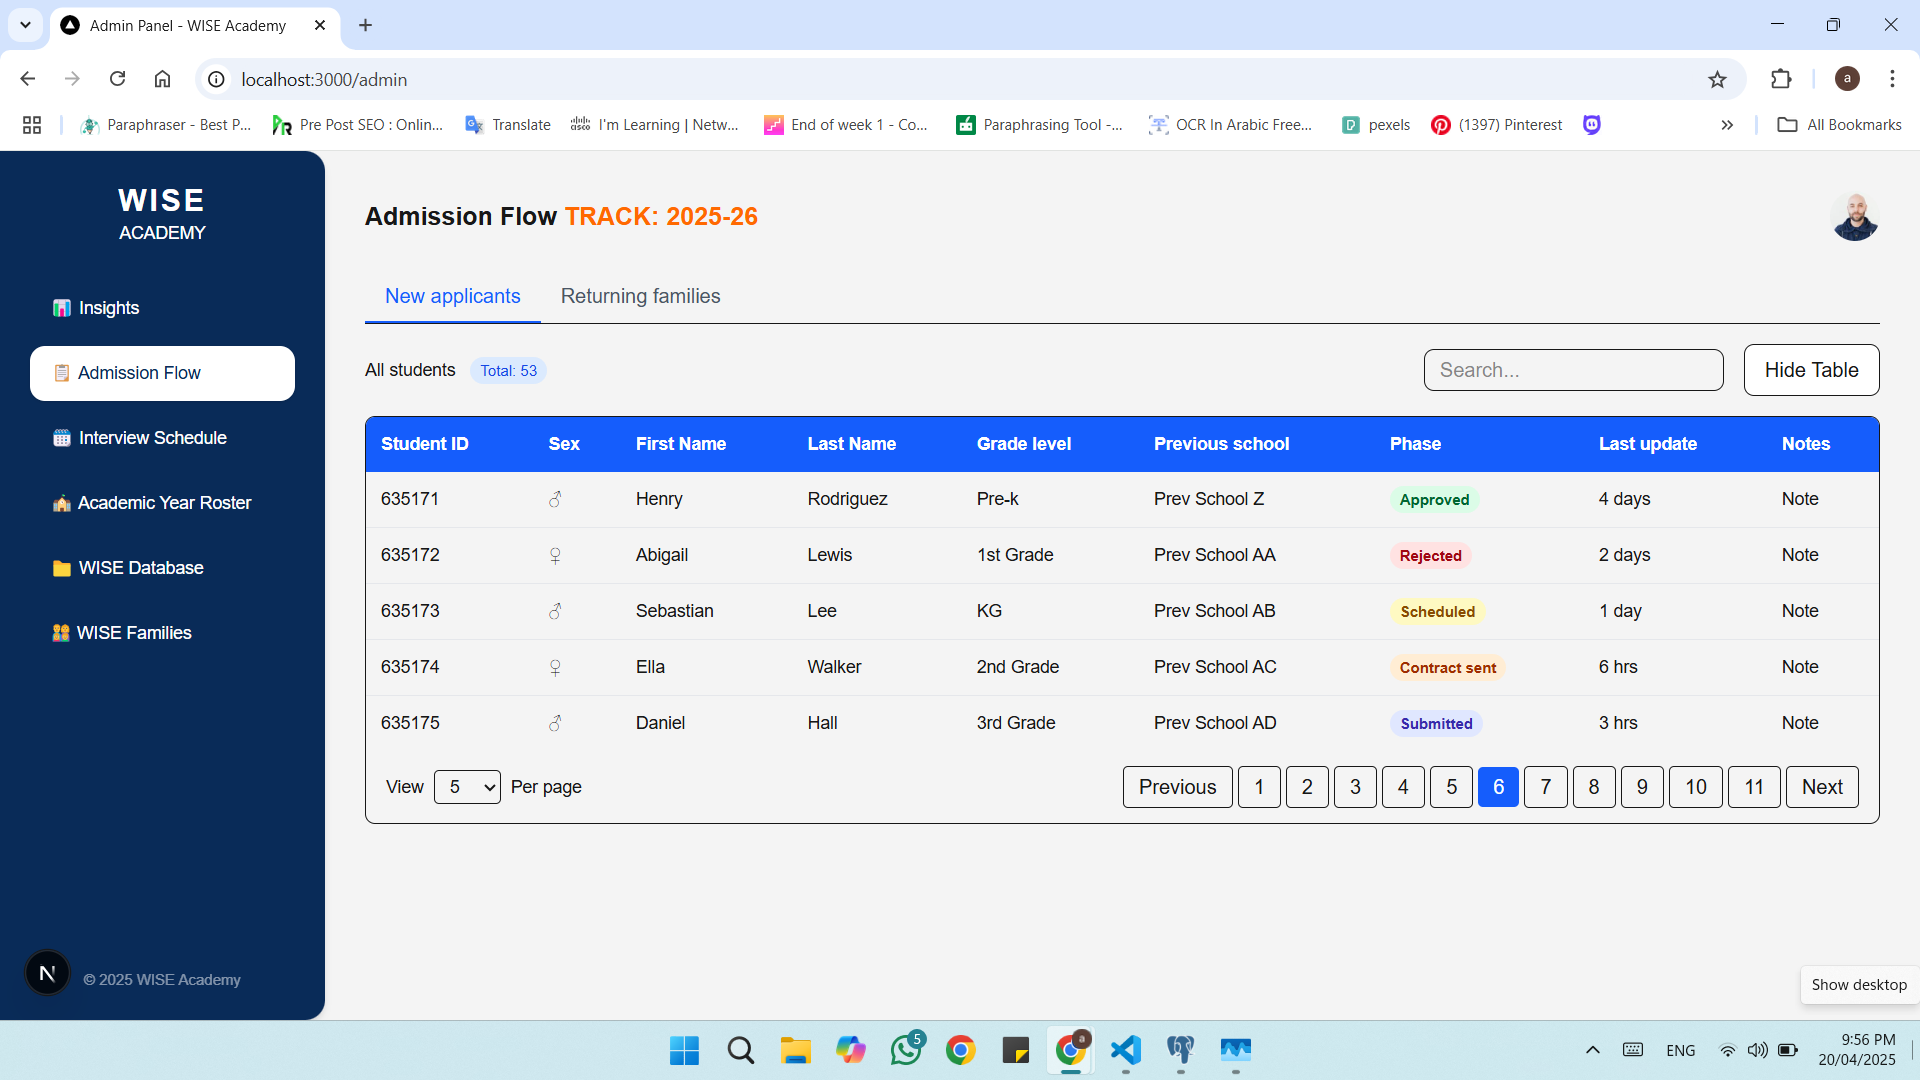 Admin Panel - WISE Academy
localhost:3000/admin
Paraphraser - Best P...
Pre Post SEO : Onlin...
Translate
I'm Learning | Netw...
End of week 1 - Co...
Paraphrasing Tool -...
OCR In Arabic Free...
pexels
(1397) Pinterest
All Bookmarks
WISE
ACADEMY
Insights
Admission Flow
Interview Schedule
Academic Year Roster
WISE Database
WISE Families
N
© 2025 WISE Academy
Admission Flow TRACK: 2025-26
New applicants Returning families
All students Total: 53 Search... Hide Table
Student ID Sex First Name Last Name Grade level Previous school Phase Last update Notes
635171 ♂ Henry Rodriguez Pre-k Prev School Z Approved 4 days Note
635172 ♀ Abigail Lewis 1st Grade Prev School AA Rejected 2 days Note
635173 ♂ Sebastian Lee KG Prev School AB Scheduled 1 day Note
635174 ♀ Ella Walker 2nd Grade Prev School AC Contract sent 6 hrs Note
635175 ♂ Daniel Hall 3rd Grade Prev School AD Submitted 3 hrs Note
View 5 Per page Previous 1 2 3 4 5 6 7 8 9 10 11 Next
Show desktop
5
a
ENG
9:56 PM
20/04/2025